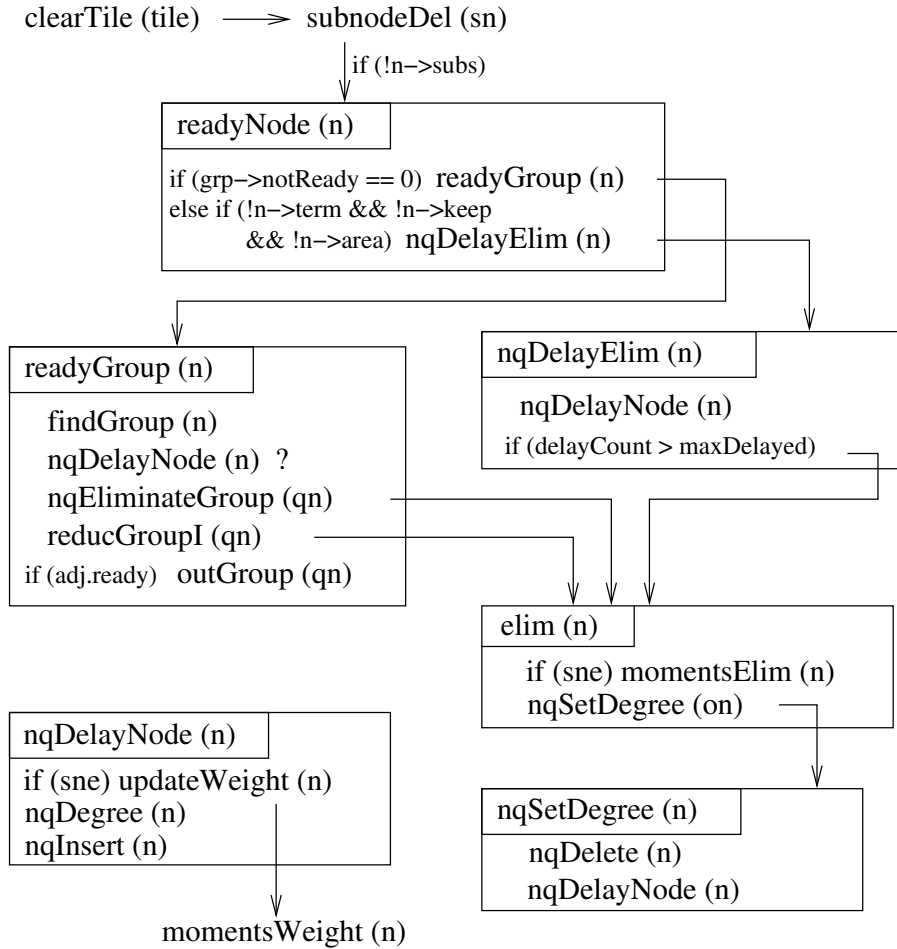 clearTile (tile) subnodeDel (sn)
if (!n->subs)
readyNode (n)
if (grp->notReady == 0) readyGroup (n)
else if (!n->term && !n->keep
&& !n->area) nqDelayElim (n)
readyGroup (n)
findGroup (n)
nqDelayNode (n) ?
nqEliminateGroup (qn)
reducGroupI (qn)
if (adj.ready) outGroup (qn)
nqDelayElim (n)
nqDelayNode (n)
if (delayCount > maxDelayed)
elim (n)
if (sne) momentsElim (n)
nqSetDegree (on)
nqDelayNode (n)
if (sne) updateWeight (n)
nqDegree (n)
nqInsert (n)
momentsWeight (n)
nqSetDegree (n)
nqDelete (n)
nqDelayNode (n)